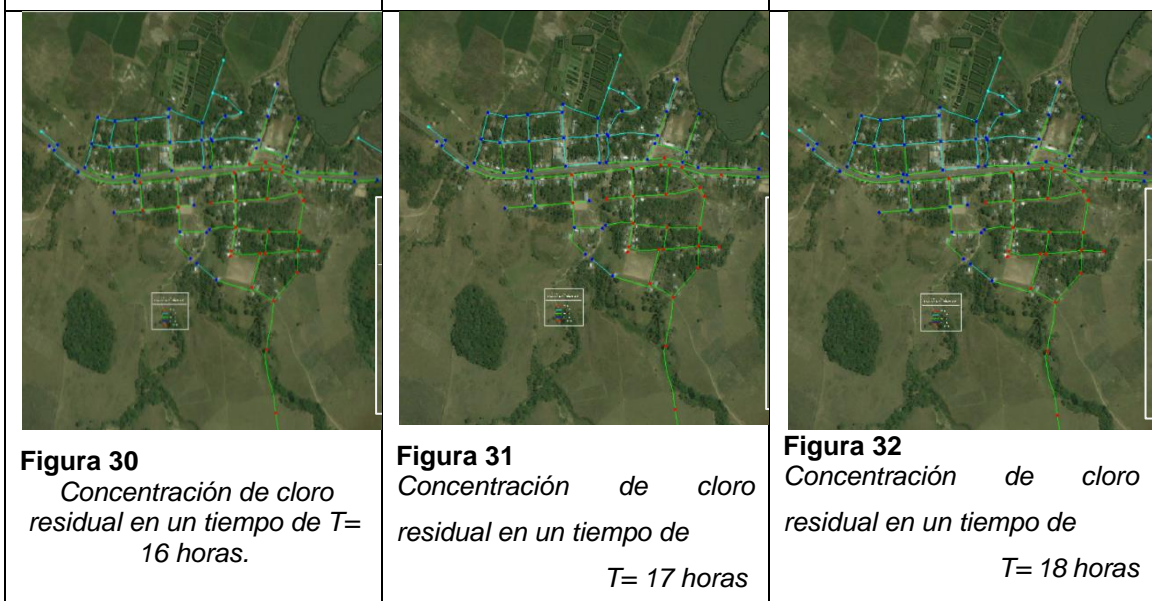 Figura 30
Concentración de cloro
residual en un tiempo de T=
16 horas.
Figura 31
Concentración de cloro
residual en un tiempo de
T= 17 horas
Figura 32
Concentración de cloro
residual en un tiempo de
T= 18 horas